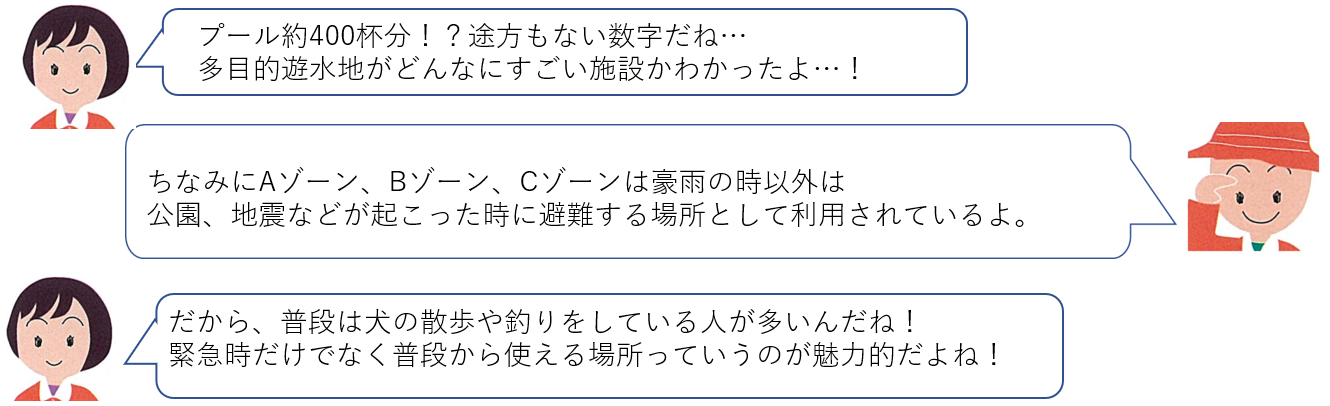 プール約400杯分！？途方もない数字だね…
多目的遊水地がどんなにすごい施設かわかったよ…！
ちなみにAゾーン、Bゾーン、Cゾーンは豪雨の時以外は
公園、地震などが起こった時に避難する場所として利用されているよ。
だから、普段は犬の散歩や釣りをしている人が多いんだね！
緊急時だけでなく普段から使える場所っていうのが魅力的だよね！